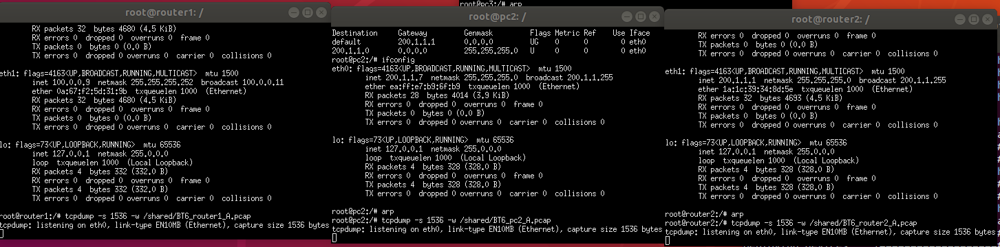 root@pc3:/# arp
root@router1: /
RX packets 32  bytes 4680 (4.5 KiB)
RX errors 0  dropped 0  overruns 0  frame 0
TX packets 0  bytes 0 (0.0 B)
TX errors 0  dropped 0 overruns 0  carrier 0  collisions 0
eth1: flags=4163<UP,BROADCAST,RUNNING,MULTICAST>  mtu 1500
inet 100.0.0.9  netmask 255.255.255.252  broadcast 100.0.0.11
ether 0a:67:f2:5d:31:9b  txqueuelen 1000  (Ethernet)
RX packets 32  bytes 4680 (4.5 KiB)
RX errors 0  dropped 0  overruns 0  frame 0
TX packets 0  bytes 0 (0.0 B)
TX errors 0  dropped 0 overruns 0  carrier 0  collisions 0
lo: flags=73<UP,LOOPBACK,RUNNING>  mtu 65536
inet 127.0.0.1  netmask 255.0.0.0
loop  txqueuelen 1000  (Local Loopback)
RX packets 4  bytes 332 (332.0 B)
RX errors 0  dropped 0  overruns 0  frame 0
TX packets 4  bytes 332 (332.0 B)
TX errors 0  dropped 0 overruns 0  carrier 0  collisions 0
root@router1:/# tcpdump -s 1536 -w /shared/BT6_router1_A.pcap
tcpdump: listening on eth0, link-type EN10MB (Ethernet), capture size 1536 bytes
root@pc2: /
Destination     Gateway         Genmask         Flags Metric Ref    Use Iface
default         200.1.1.1       0.0.0.0         UG    0      0        0 eth0
200.1.1.0       0.0.0.0         255.255.255.0   U     0      0        0 eth0
root@pc2:/# ifconfig
eth0: flags=4163<UP,BROADCAST,RUNNING,MULTICAST>  mtu 1500
inet 200.1.1.7  netmask 255.255.255.0  broadcast 200.1.1.255
ether ea:ff:e7:b9:6f:b9  txqueuelen 1000  (Ethernet)
RX packets 28  bytes 4014 (3.9 KiB)
RX errors 0  dropped 0  overruns 0  frame 0
TX packets 0  bytes 0 (0.0 B)
TX errors 0  dropped 0 overruns 0  carrier 0  collisions 0
lo: flags=73<UP,LOOPBACK,RUNNING>  mtu 65536
inet 127.0.0.1  netmask 255.0.0.0
loop  txqueuelen 1000  (Local Loopback)
RX packets 4  bytes 328 (328.0 B)
RX errors 0  dropped 0  overruns 0  frame 0
TX packets 4  bytes 328 (328.0 B)
TX errors 0  dropped 0 overruns 0  carrier 0  collisions 0
root@pc2:/# arp
root@pc2:/# tcpdump -s 1536 -w /shared/BT6_pc2_A.pcap
tcpdump: listening on eth0, link-type EN10MB (Ethernet), capture size 1536 bytes
root@router2: /
RX errors 0  dropped 0  overruns 0  frame 0
TX packets 0  bytes 0 (0.0 B)
TX errors 0  dropped 0 overruns 0  carrier 0  collisions 0
eth1: flags=4163<UP,BROADCAST,RUNNING,MULTICAST>  mtu 1500
inet 200.1.1.1  netmask 255.255.255.0  broadcast 200.1.1.255
ether 1a:1c:39:34:8d:5e  txqueuelen 1000  (Ethernet)
RX packets 32  bytes 4693 (4.5 KiB)
RX errors 0  dropped 0  overruns 0  frame 0
TX packets 0  bytes 0 (0.0 B)
TX errors 0  dropped 0 overruns 0  carrier 0  collisions 0
lo: flags=73<UP,LOOPBACK,RUNNING>  mtu 65536
inet 127.0.0.1  netmask 255.0.0.0
loop  txqueuelen 1000  (Local Loopback)
RX packets 4  bytes 328 (328.0 B)
RX errors 0  dropped 0  overruns 0  frame 0
TX packets 4  bytes 328 (328.0 B)
TX errors 0  dropped 0 overruns 0  carrier 0  collisions 0
root@router2:/# arp
root@router2:/# tcpdump -s 1536 -w /shared/BT6_router2_A.pcap
tcpdump: listening on eth0, link-type EN10MB (Ethernet), capture size 1536 bytes